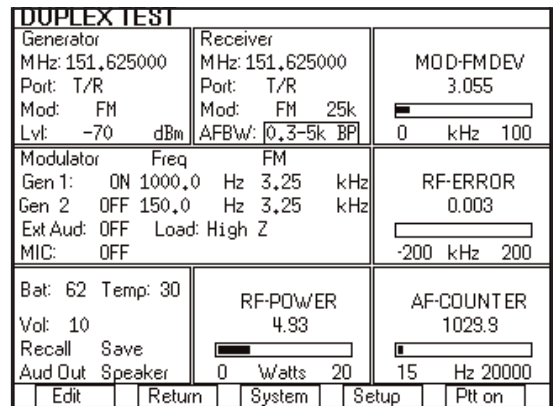 DUPLEX TEST
Generator
MHz: 151.625000
Port: T/R
Mod: FM
Lvl: -70 dBm
Receiver
MHz: 151.625000
Port: T/R
Mod: FM 25k
AFBW: 0.3-5k BP
MOD-FM DEV
3.055
0 kHz 100
Modulator Freq FM
Gen 1: ON 1000.0 Hz 3.25 kHz
Gen 2 OFF 150.0 Hz 3.25 kHz
Ext Aud: OFF Load: High Z
MIC: OFF
RF-ERROR
0.003
-200 kHz 200
Bat: 62 Temp: 30
Vol: 10
Recall Save
Aud Out Speaker
RF-POWER
4.93
0 Watts 20
AF-COUNTER
1029.9
15 Hz 20000
Edit Return System Setup Ptt on